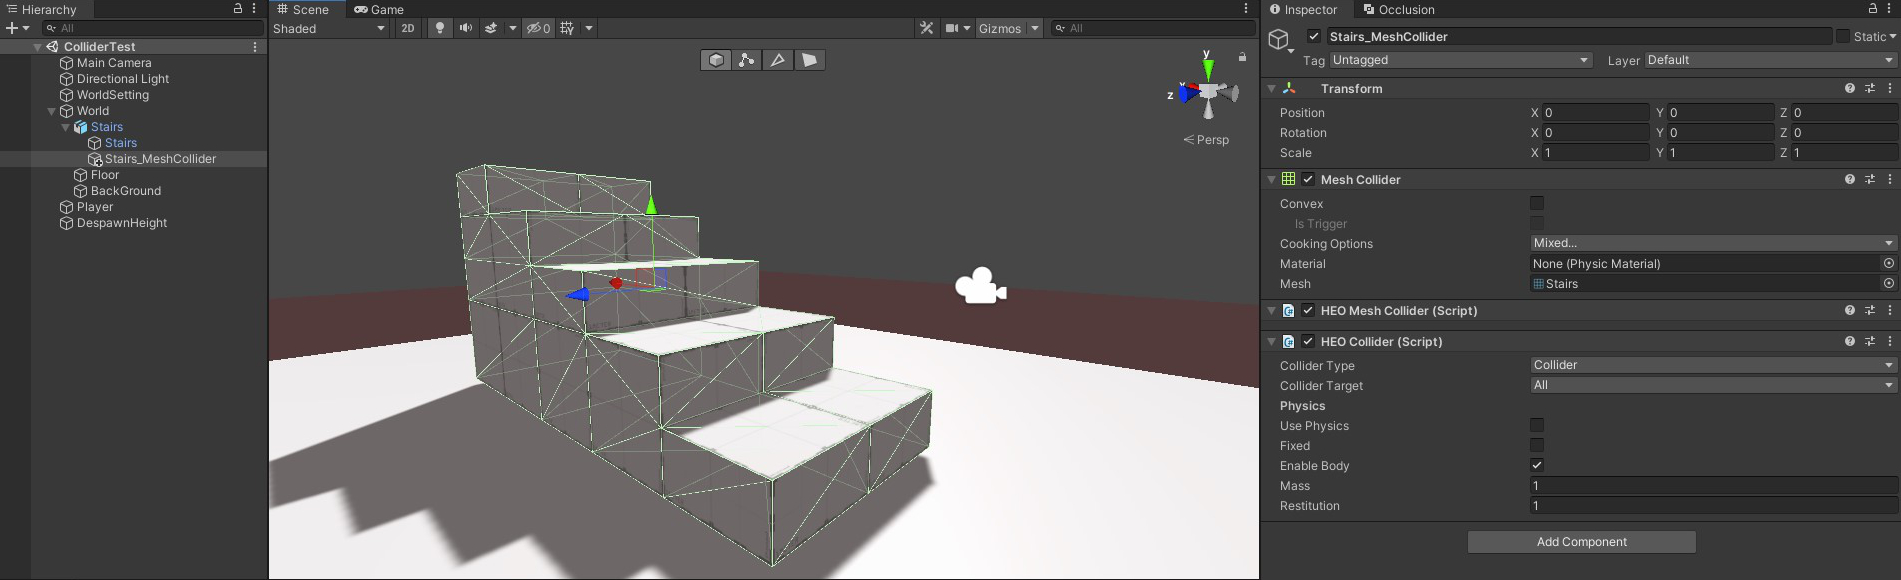 Hierarchy
All
ColliderTest
Main Camera
Directional Light
WorldSetting
World
Stairs
Stairs
Stairs_MeshCollider
Floor
BackGround
Player
DespawnHeight
Scene
Game
Shaded
2D
0
Gizmos
All
y
x
z
Persp
Inspector
Occlusion
Stairs_MeshCollider
Static
Tag Untagged
Layer Default
Transform
Position X 0 Y 0 Z 0
Rotation X 0 Y 0 Z 0
Scale X 1 Y 1 Z 1
Mesh Collider
Convex
Is Trigger
Cooking Options Mixed...
Material None (Physic Material)
Mesh Stairs
HEO Mesh Collider (Script)
HEO Collider (Script)
Collider Type Collider
Collider Target All
Physics
Use Physics
Fixed
Enable Body
Mass 1
Restitution 1
Add Component